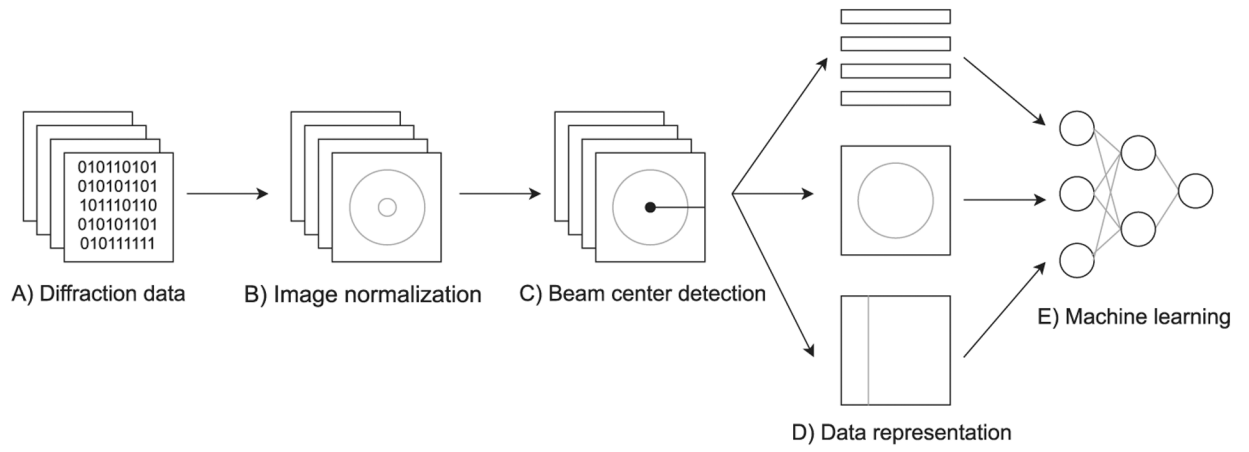 010110101
010101101
101110110
010101101
010111111
A) Diffraction data
B) Image normalization
C) Beam center detection
D) Data representation
E) Machine learning